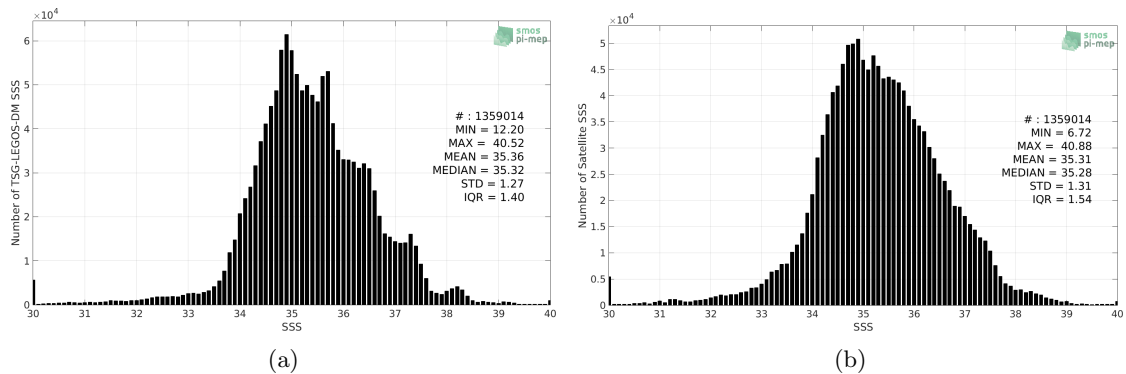 ×10⁴
6
5
4
3
2
1
0
Number of TSG-LEGOS-DM SSS
30 31 32 33 34 35 36 37 38 39 40
SSS
smos
pi-mep
# : 1359014
MIN = 12.20
MAX = 40.52
MEAN = 35.36
MEDIAN = 35.32
STD = 1.27
IQR = 1.40
(a)
×10⁴
5
4.5
4
3.5
3
2.5
2
1.5
1
0.5
0
Number of Satellite SSS
30 31 32 33 34 35 36 37 38 39 40
SSS
smos
pi-mep
# : 1359014
MIN = 6.72
MAX = 40.88
MEAN = 35.31
MEDIAN = 35.28
STD = 1.31
IQR = 1.54
(b)